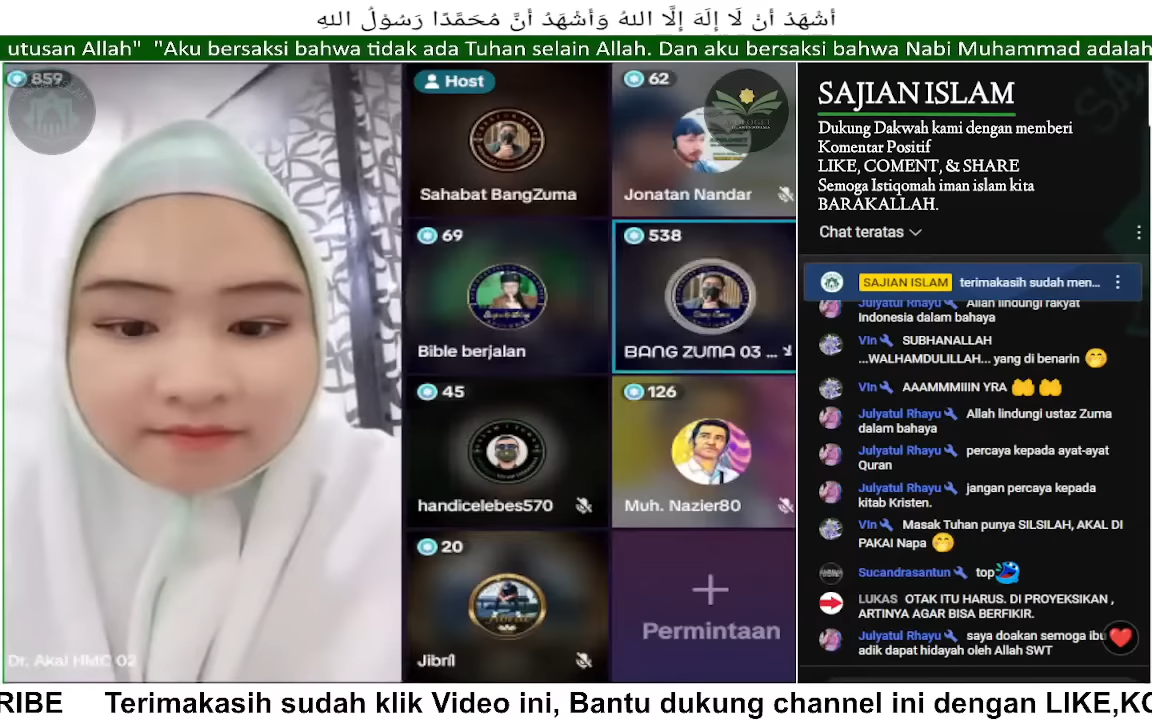 أشْهَدُ أنْ لَا إلَهَ إلَّا اللهُ وَأشْهَدُ أنَّ مُحَمَّدًا رَسُوْلُ اللهِ
utusan Allah" "Aku bersaksi bahwa tidak ada Tuhan selain Allah. Dan aku bersaksi bahwa Nabi Muhammad adalah
859
Dr. Akal HMC 02
Host
Sahabat BangZuma
62
Jonatan Nandar
69
Bible berjalan
538
BANG ZUMA 03 ...
45
handicelebes570
126
Muh. Nazier80
20
Jibril
Permintaan
SAJIAN ISLAM
Dukung Dakwah kami dengan memberi
Komentar Positif
LIKE, COMENT, & SHARE
Semoga Istiqomah iman islam kita
BARAKALLAH.
Chat teratas
SAJIAN ISLAM terimakasih sudah men...
Julyatul Rhayu Allah lindungi rakyat
Indonesia dalam bahaya
VIn SUBHANALLAH
...WALHAMDULILLAH... yang di benarin 🤭
VIn AAAMMMIIIN YRA 🤲 🤲
Julyatul Rhayu Allah lindungi ustaz Zuma
dalam bahaya
Julyatul Rhayu percaya kepada ayat-ayat
Quran
Julyatul Rhayu jangan percaya kepada
kitab Kristen.
VIn Masak Tuhan punya SILSILAH, AKAL DI
PAKAI Napa 🤭
Sucandrasantun top
LUKAS OTAK ITU HARUS. DI PROYEKSIKAN ,
ARTINYA AGAR BISA BERFIKIR.
Julyatul Rhayu saya doakan semoga ibu
adik dapat hidayah oleh Allah SWT
RIBE Terimakasih sudah klik Video ini, Bantu dukung channel ini dengan LIKE,KO